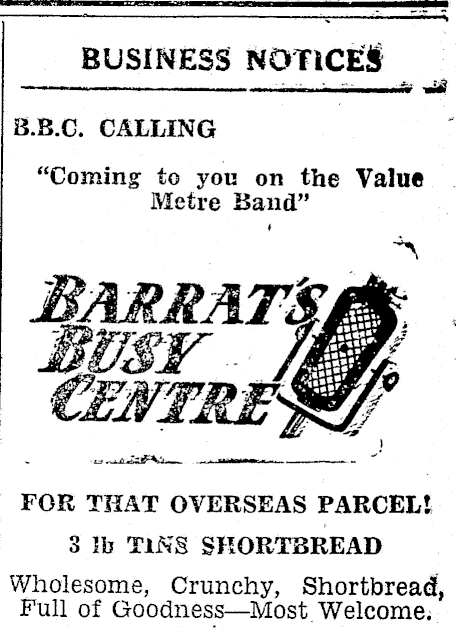 BUSINESS NOTICES
B.B.C. CALLING
“Coming to you on the Value
Metre Band”
BARRAT'S
BUSY
CENTRE
FOR THAT OVERSEAS PARCEL!
3 lb TINS SHORTBREAD
Wholesome, Crunchy, Shortbread,
Full of Goodness—Most Welcome.